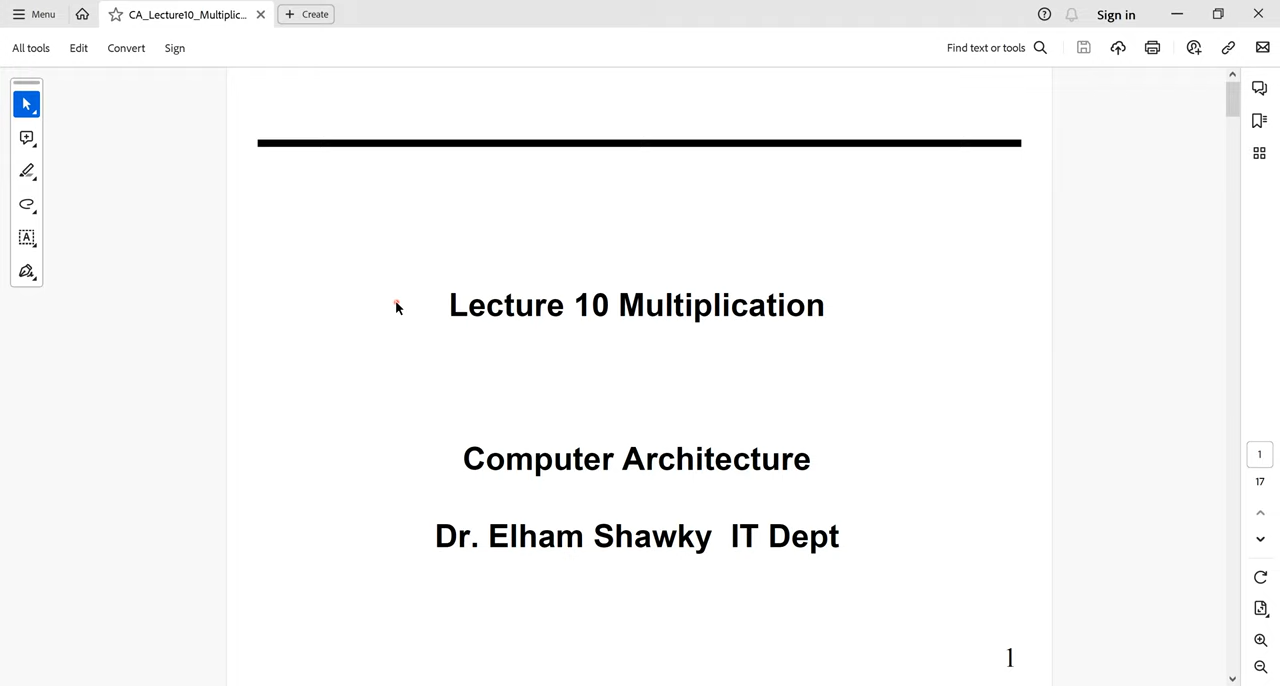 Menu
CA_Lecture10_Multiplic...
Create
Sign in
All tools
Edit
Convert
Sign
Find text or tools
Lecture 10 Multiplication
Computer Architecture
Dr. Elham Shawky IT Dept
1
1
17